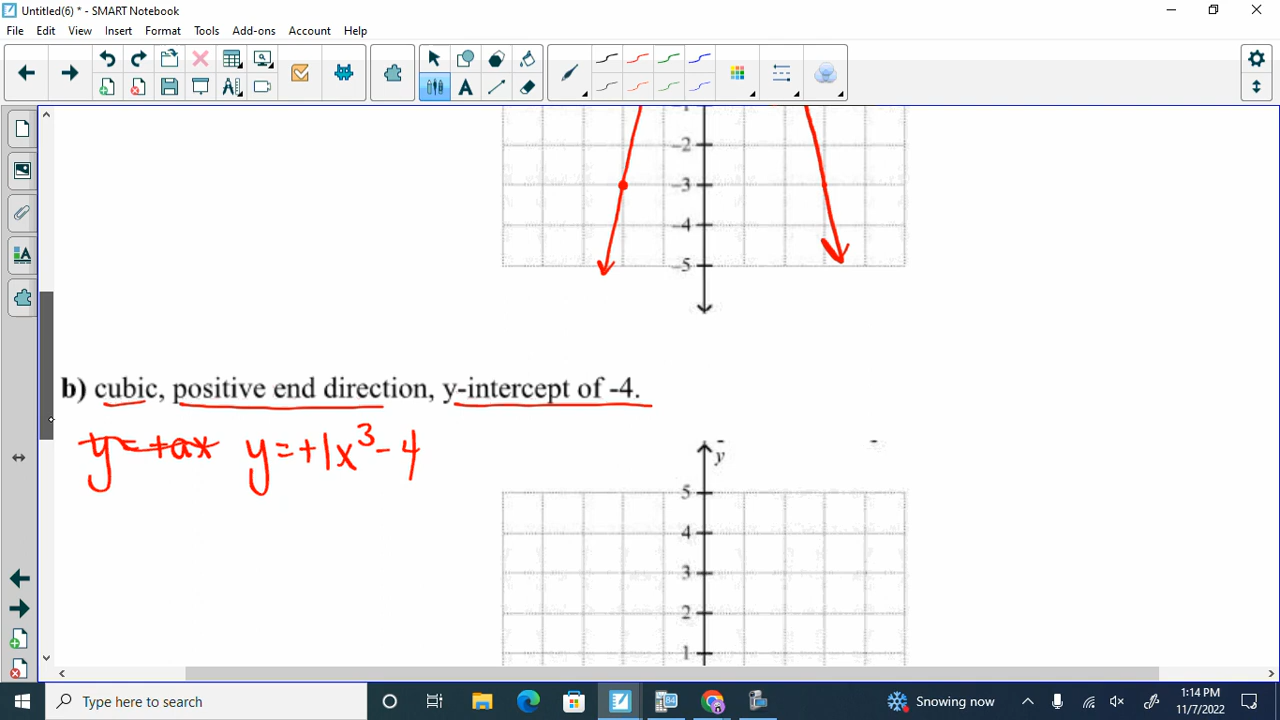 Untitled(6) * - SMART Notebook
File Edit View Insert Format Tools Add-ons Account Help
-2
-3
-4
-5
b) cubic, positive end direction, y-intercept of -4.
y=+ax y=+1x³-4
y
5
4
3
2
1
Type here to search
84
Snowing now
1:14 PM
11/7/2022